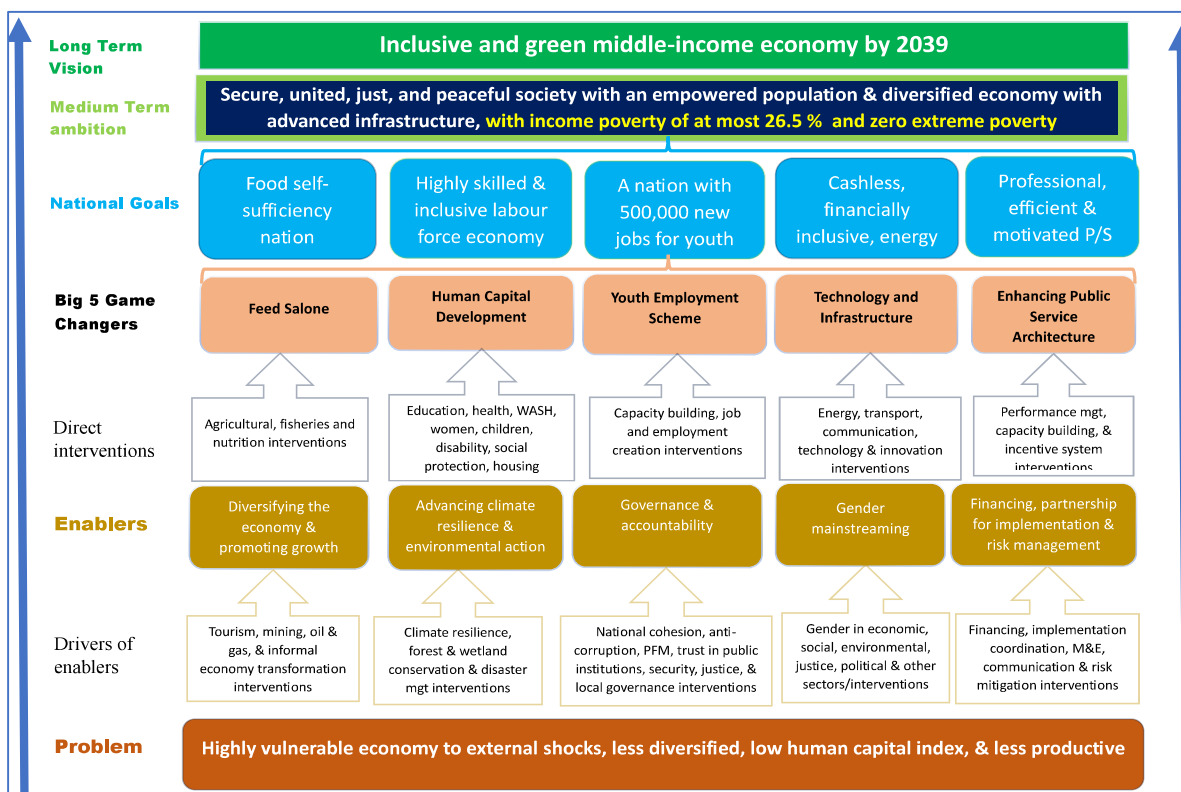 Long Term
Vision
Inclusive and green middle-income economy by 2039
Medium Term
ambition
Secure, united, just, and peaceful society with an empowered population & diversified economy with
advanced infrastructure, with income poverty of at most 26.5 % and zero extreme poverty
National Goals
Food self-
sufficiency
nation
Highly skilled &
inclusive labour
force economy
A nation with
500,000 new
jobs for youth
Cashless,
financially
inclusive, energy
Professional,
efficient &
motivated P/S
Big 5 Game
Changers
Feed Salone
Human Capital
Development
Youth Employment
Scheme
Technology and
Infrastructure
Enhancing Public
Service
Architecture
Direct
interventions
Agricultural, fisheries and
nutrition interventions
Education, health, WASH,
women, children,
disability, social
protection, housing
Capacity building, job
and employment
creation interventions
Energy, transport,
communication,
technology & innovation
interventions
Performance mgt,
capacity building, &
incentive system
interventions
Enablers
Diversifying the
economy &
promoting growth
Advancing climate
resilience &
environmental action
Governance &
accountability
Gender
mainstreaming
Financing, partnership
for implementation &
risk management
Drivers of
enablers
Tourism, mining, oil &
gas, & informal
economy transformation
interventions
Climate resilience,
forest & wetland
conservation & disaster
mgt interventions
National cohesion, anti-
corruption, PFM, trust in public
institutions, security, justice, &
local governance interventions
Gender in economic,
social, environmental,
justice, political & other
sectors/interventions
Financing, implementation
coordination, M&E,
communication & risk
mitigation interventions
Problem
Highly vulnerable economy to external shocks, less diversified, low human capital index, & less productive